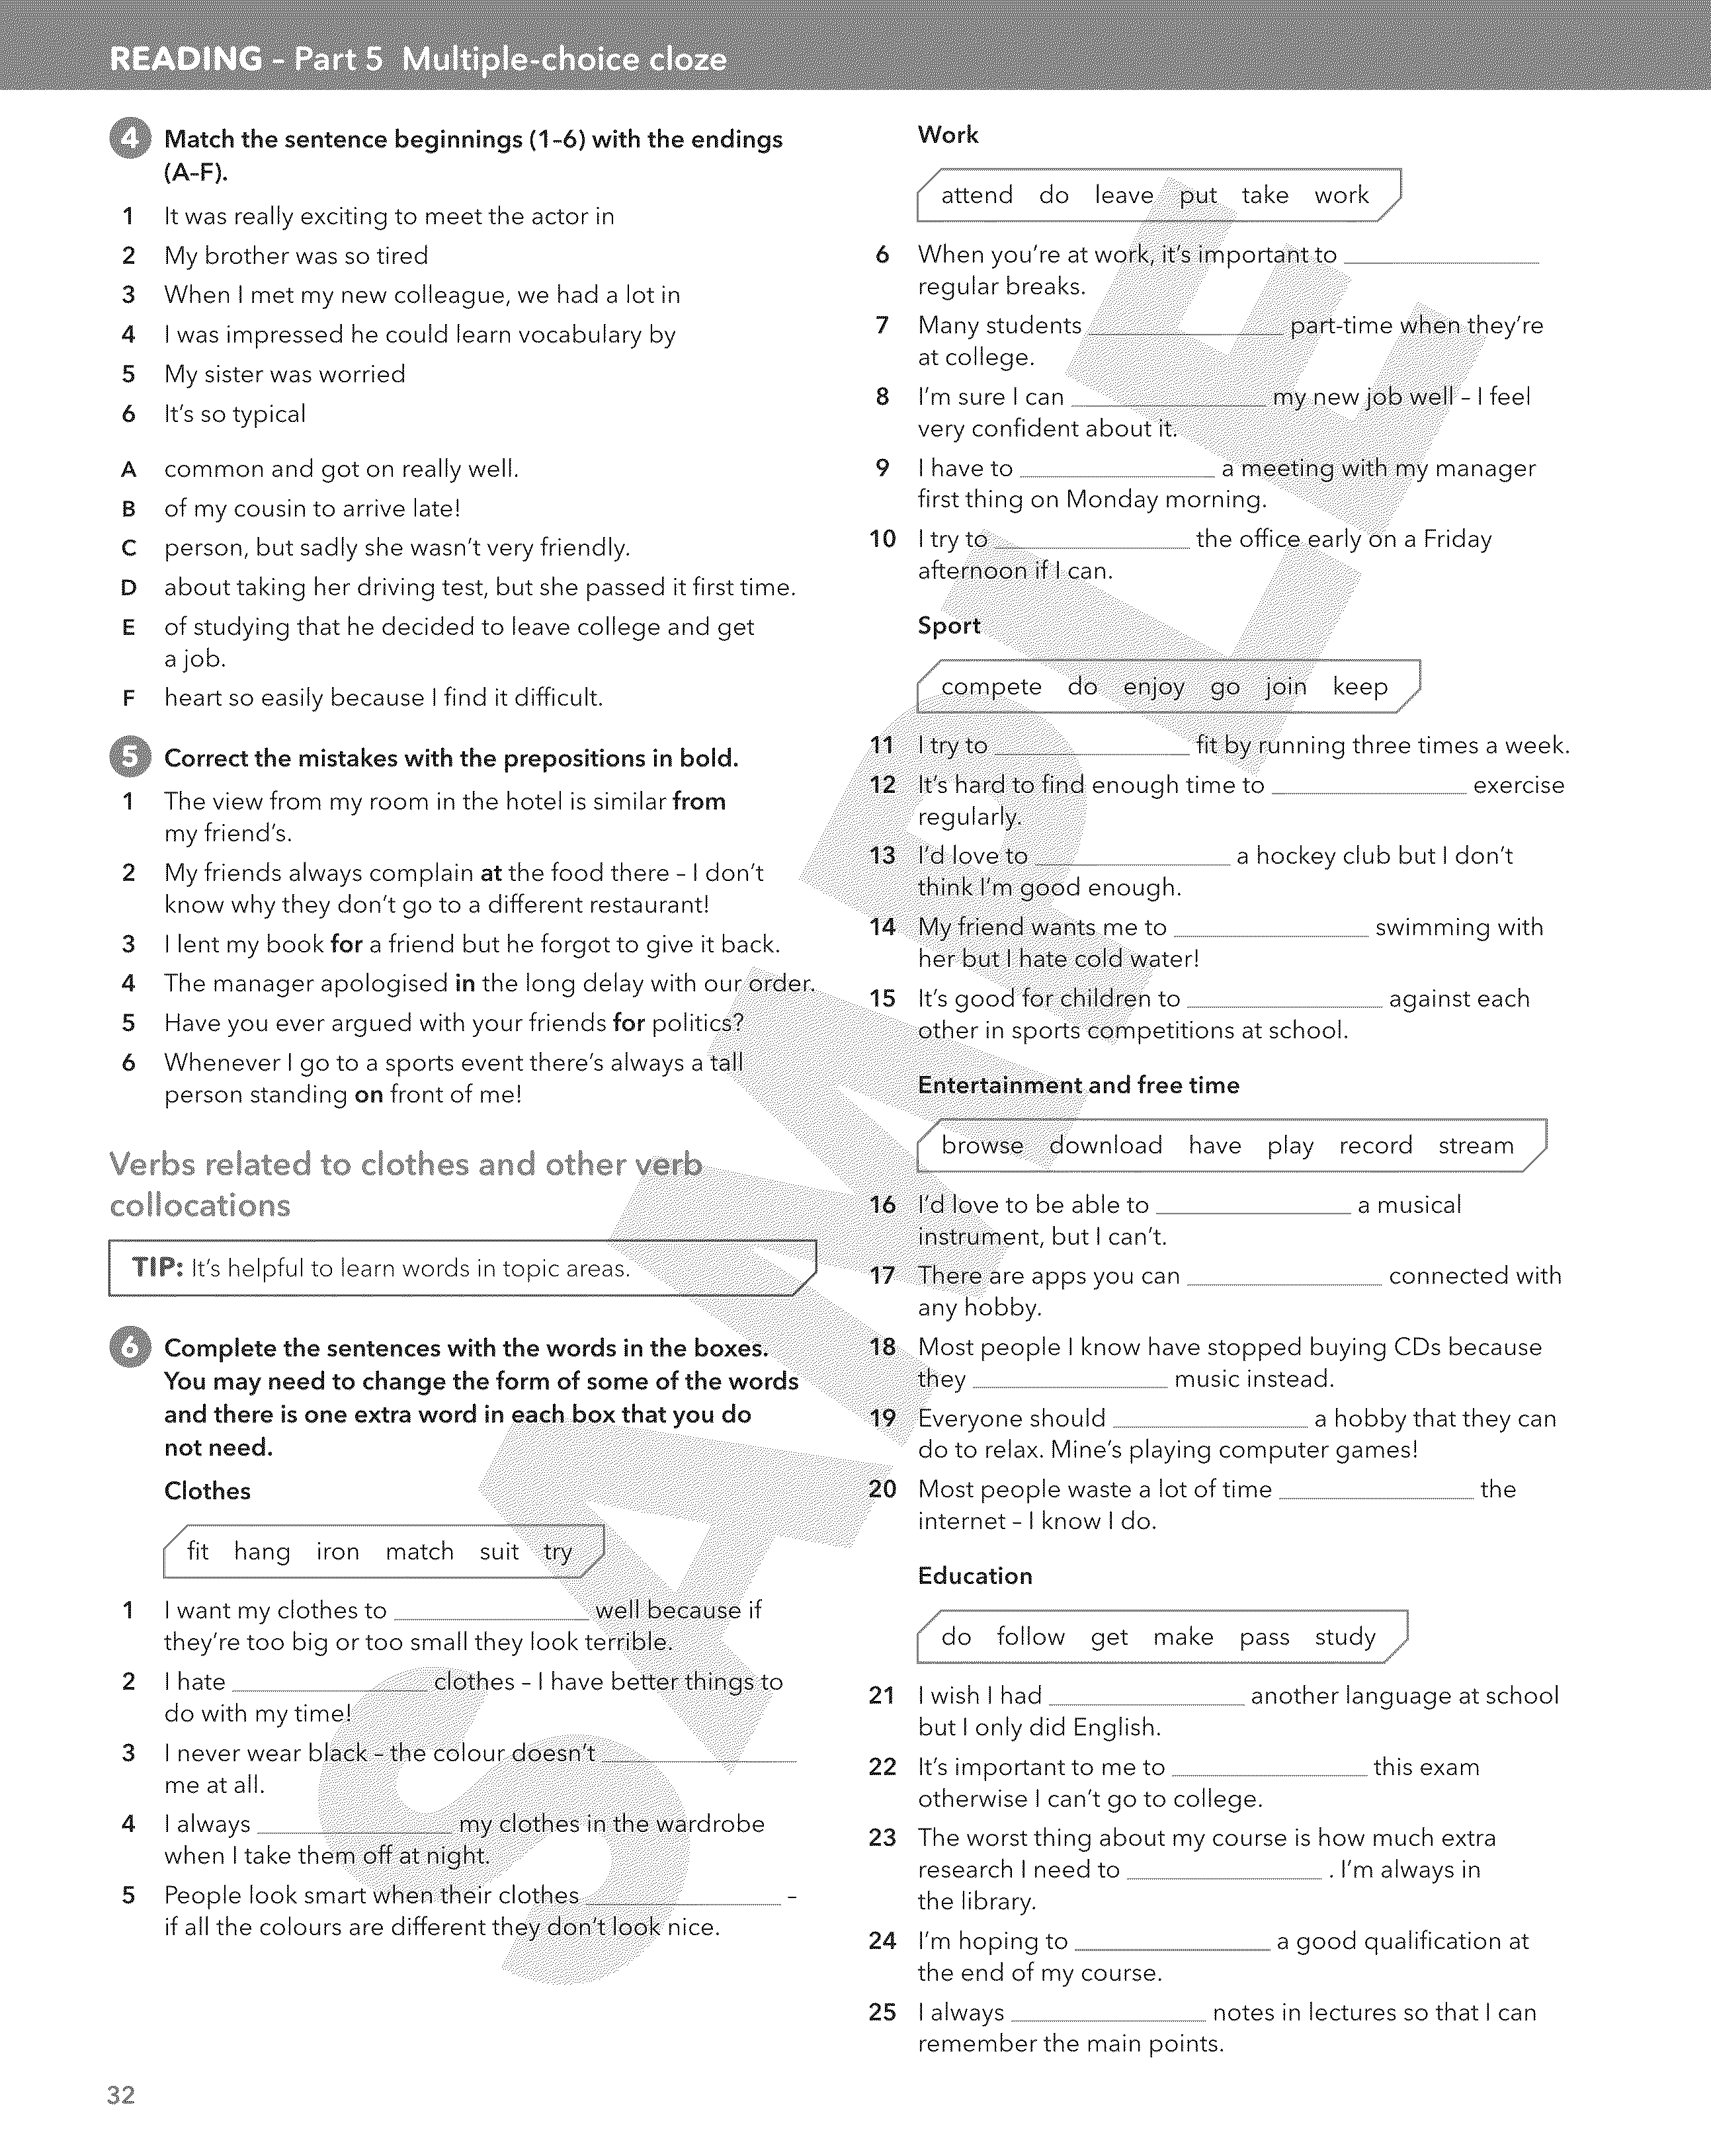 READING – Part 5 Multiple-choice cloze
4 Match the sentence beginnings (1–6) with the endings
(A–F).
1 It was really exciting to meet the actor in
2 My brother was so tired
3 When I met my new colleague, we had a lot in
4 I was impressed he could learn vocabulary by
5 My sister was worried
6 It's so typical
A common and got on really well.
B of my cousin to arrive late!
C person, but sadly she wasn't very friendly.
D about taking her driving test, but she passed it first time.
E of studying that he decided to leave college and get
a job.
F heart so easily because I find it difficult.
5 Correct the mistakes with the prepositions in bold.
1 The view from my room in the hotel is similar from
my friend's.
2 My friends always complain at the food there – I don't
know why they don't go to a different restaurant!
3 I lent my book for a friend but he forgot to give it back.
4 The manager apologised in the long delay with our order.
5 Have you ever argued with your friends for politics?
6 Whenever I go to a sports event there's always a tall
person standing on front of me!
Verbs related to clothes and other verb
collocations
TIP: It's helpful to learn words in topic areas.
6 Complete the sentences with the words in the boxes.
You may need to change the form of some of the words
and there is one extra word in each box that you do
not need.
Clothes
fit hang iron match suit try
1 I want my clothes to ____ well because if
they're too big or too small they look terrible.
2 I hate ____ clothes – I have better things to
do with my time!
3 I never wear black – the colour doesn't ____
me at all.
4 I always ____ my clothes in the wardrobe
when I take them off at night.
5 People look smart when their clothes ____ –
if all the colours are different they don't look nice.
Work
attend do leave put take work
6 When you're at work, it's important to ____
regular breaks.
7 Many students ____ part-time when they're
at college.
8 I'm sure I can ____ my new job well – I feel
very confident about it.
9 I have to ____ a meeting with my manager
first thing on Monday morning.
10 I try to ____ the office early on a Friday
afternoon if I can.
Sport
compete do enjoy go join keep
11 I try to ____ fit by running three times a week.
12 It's hard to find enough time to ____ exercise
regularly.
13 I'd love to ____ a hockey club but I don't
think I'm good enough.
14 My friend wants me to ____ swimming with
her but I hate cold water!
15 It's good for children to ____ against each
other in sports competitions at school.
Entertainment and free time
browse download have play record stream
16 I'd love to be able to ____ a musical
instrument, but I can't.
17 There are apps you can ____ connected with
any hobby.
18 Most people I know have stopped buying CDs because
they ____ music instead.
19 Everyone should ____ a hobby that they can
do to relax. Mine's playing computer games!
20 Most people waste a lot of time ____ the
internet – I know I do.
Education
do follow get make pass study
21 I wish I had ____ another language at school
but I only did English.
22 It's important to me to ____ this exam
otherwise I can't go to college.
23 The worst thing about my course is how much extra
research I need to ____ . I'm always in
the library.
24 I'm hoping to ____ a good qualification at
the end of my course.
25 I always ____ notes in lectures so that I can
remember the main points.
32
SAMPLE